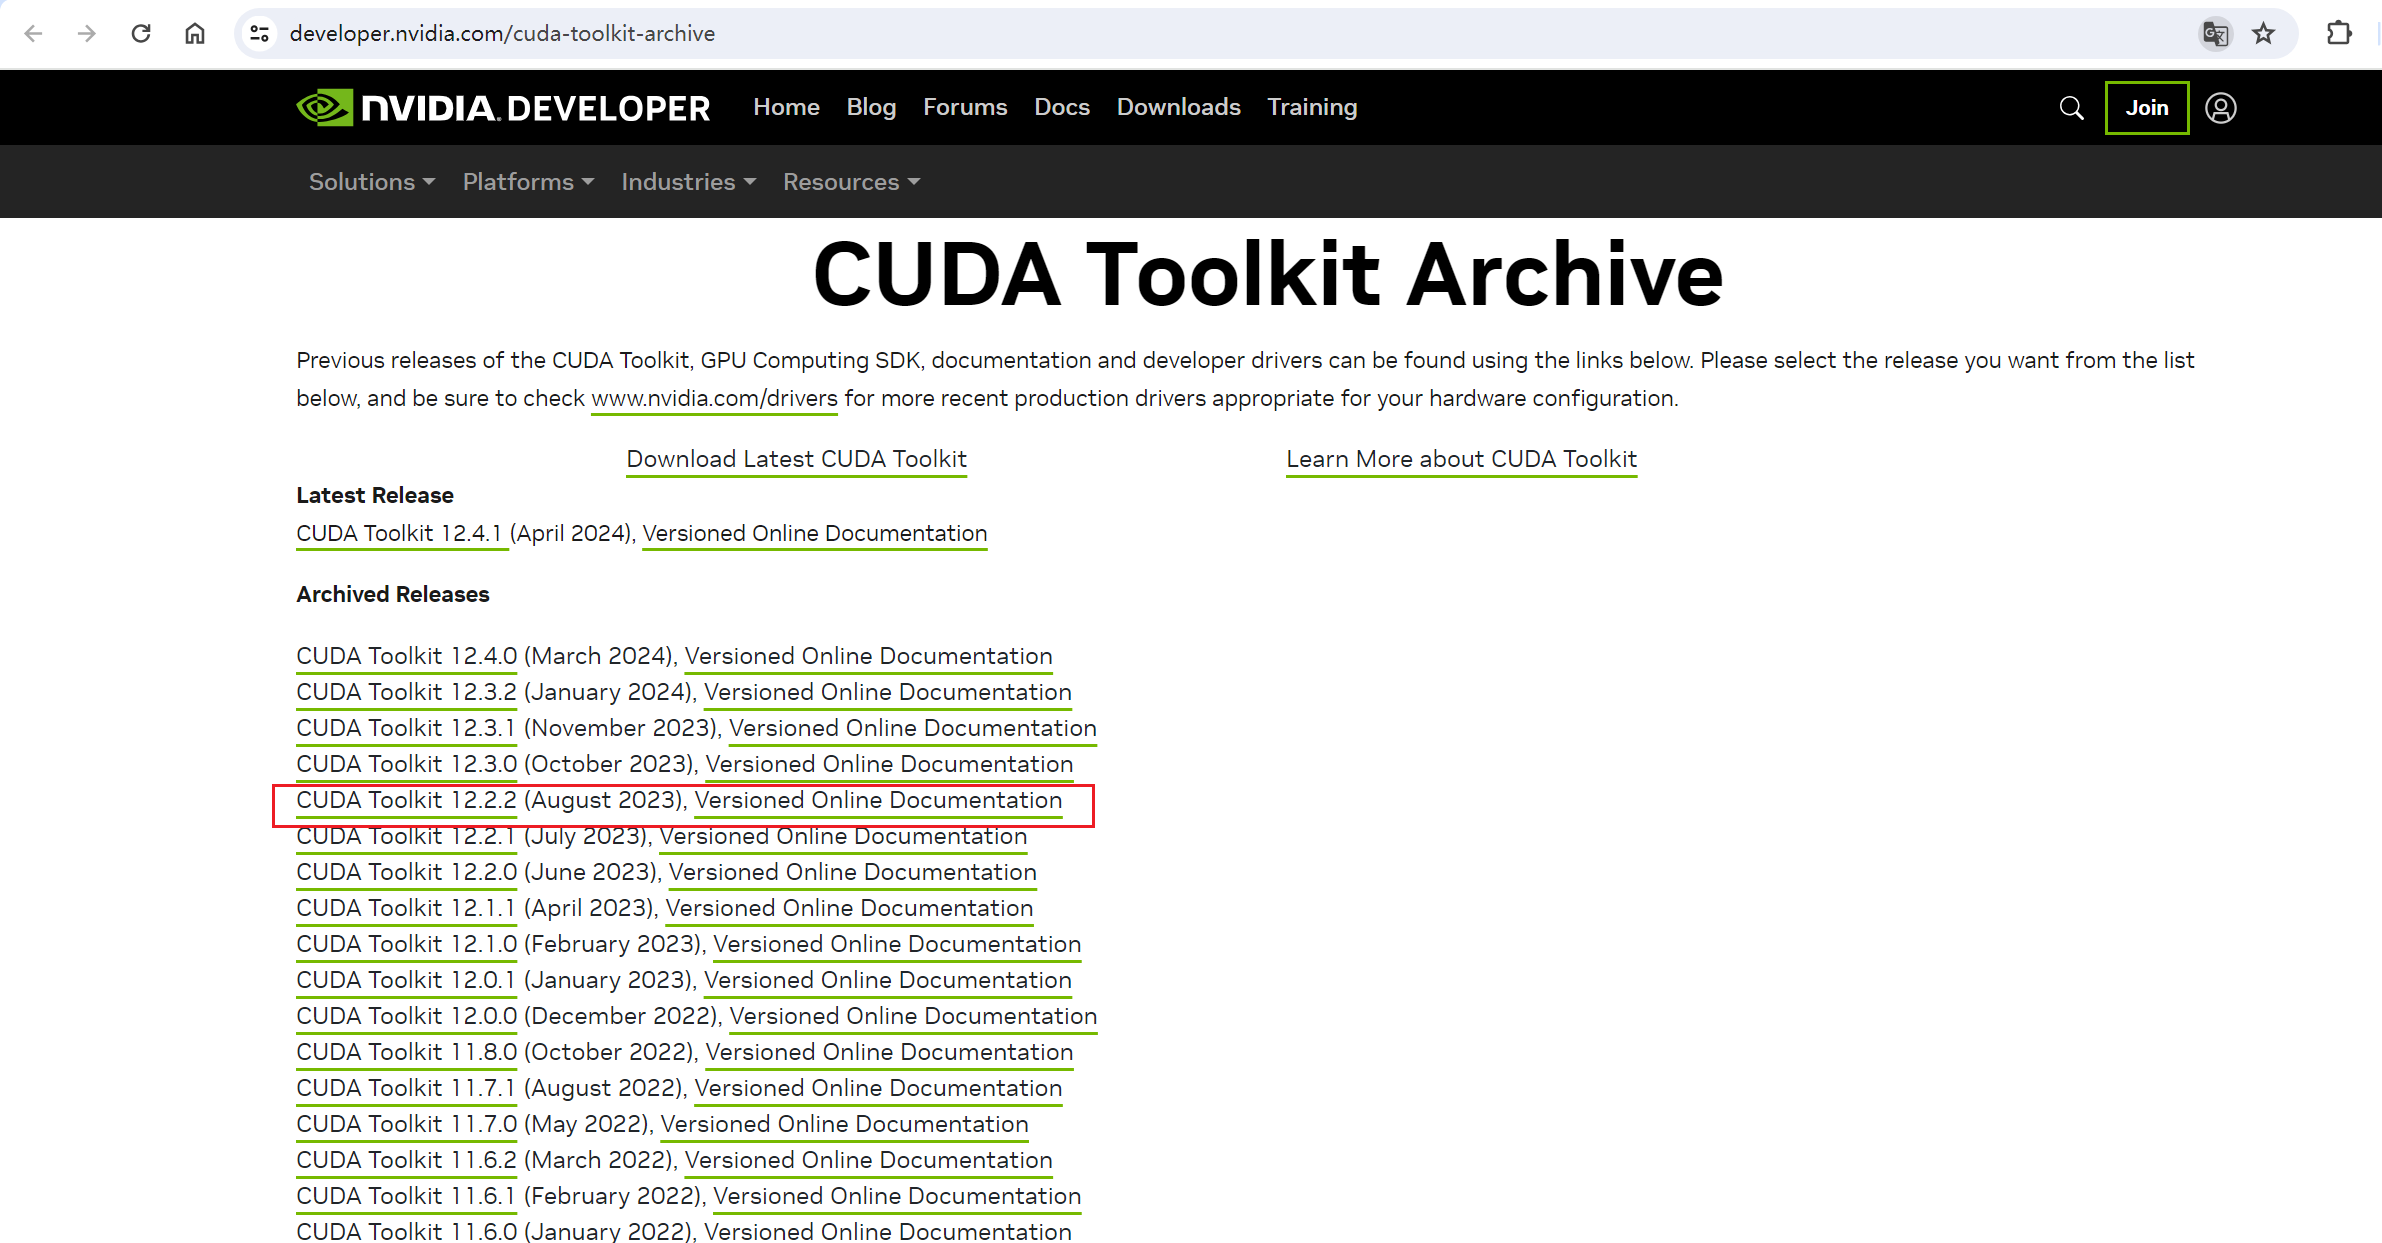 developer.nvidia.com/cuda-toolkit-archive
NVIDIA. DEVELOPER Home Blog Forums Docs Downloads Training Join
Solutions Platforms Industries Resources
CUDA Toolkit Archive
Previous releases of the CUDA Toolkit, GPU Computing SDK, documentation and developer drivers can be found using the links below. Please select the release you want from the list
below, and be sure to check www.nvidia.com/drivers for more recent production drivers appropriate for your hardware configuration.
Download Latest CUDA Toolkit Learn More about CUDA Toolkit
Latest Release
CUDA Toolkit 12.4.1 (April 2024), Versioned Online Documentation
Archived Releases
CUDA Toolkit 12.4.0 (March 2024), Versioned Online Documentation
CUDA Toolkit 12.3.2 (January 2024), Versioned Online Documentation
CUDA Toolkit 12.3.1 (November 2023), Versioned Online Documentation
CUDA Toolkit 12.3.0 (October 2023), Versioned Online Documentation
CUDA Toolkit 12.2.2 (August 2023), Versioned Online Documentation
CUDA Toolkit 12.2.1 (July 2023), Versioned Online Documentation
CUDA Toolkit 12.2.0 (June 2023), Versioned Online Documentation
CUDA Toolkit 12.1.1 (April 2023), Versioned Online Documentation
CUDA Toolkit 12.1.0 (February 2023), Versioned Online Documentation
CUDA Toolkit 12.0.1 (January 2023), Versioned Online Documentation
CUDA Toolkit 12.0.0 (December 2022), Versioned Online Documentation
CUDA Toolkit 11.8.0 (October 2022), Versioned Online Documentation
CUDA Toolkit 11.7.1 (August 2022), Versioned Online Documentation
CUDA Toolkit 11.7.0 (May 2022), Versioned Online Documentation
CUDA Toolkit 11.6.2 (March 2022), Versioned Online Documentation
CUDA Toolkit 11.6.1 (February 2022), Versioned Online Documentation
CUDA Toolkit 11.6.0 (January 2022), Versioned Online Documentation